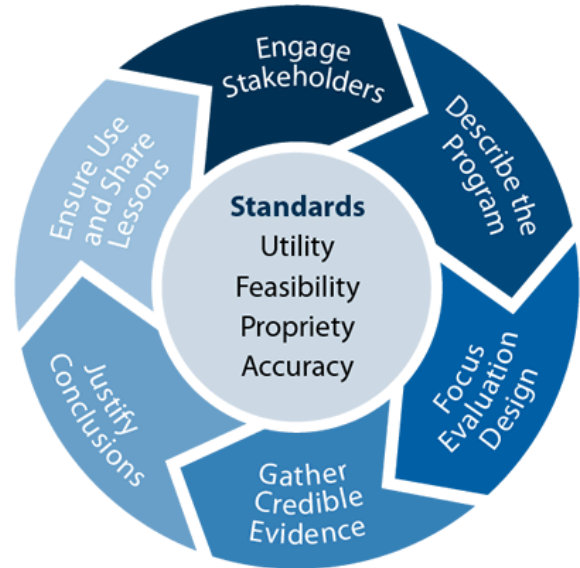 Engage
Stakeholders
Describe the
Program
Focus
Evaluation
Design
Gather
Credible
Evidence
Justify
Conclusions
Ensure Use
and Share
Lessons
Standards
Utility
Feasibility
Propriety
Accuracy